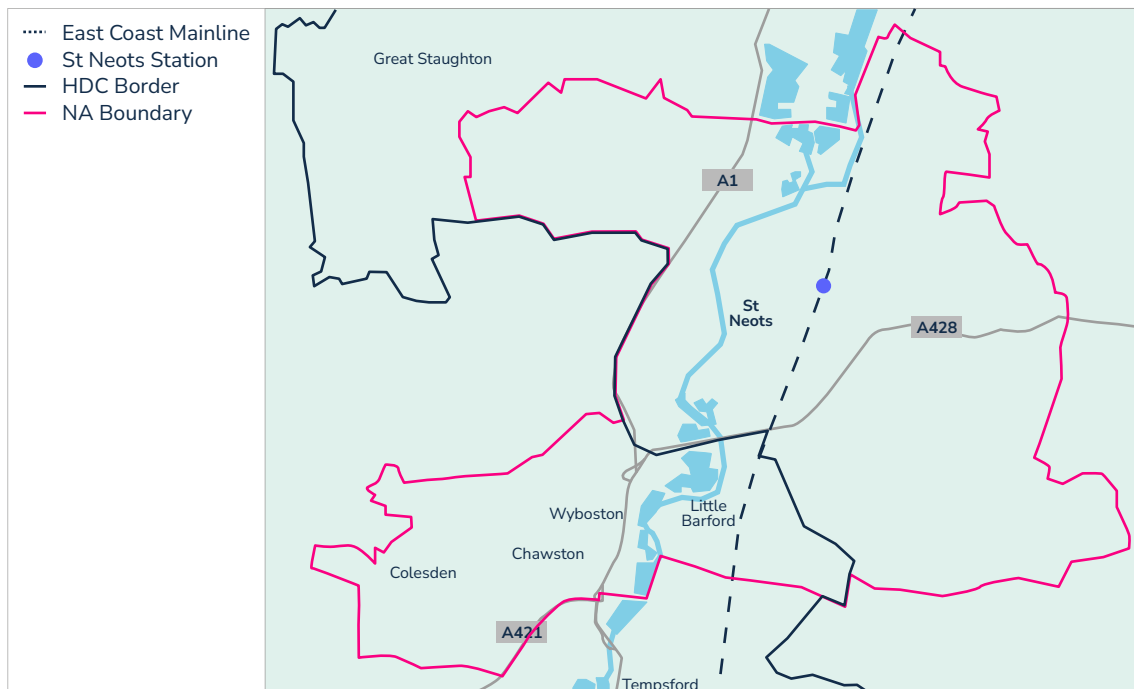 East Coast Mainline
St Neots Station
HDC Border
NA Boundary
Great Staughton
A1
St
Neots
A428
Wyboston
Little
Barford
Chawston
Colesden
A421
Tempsford